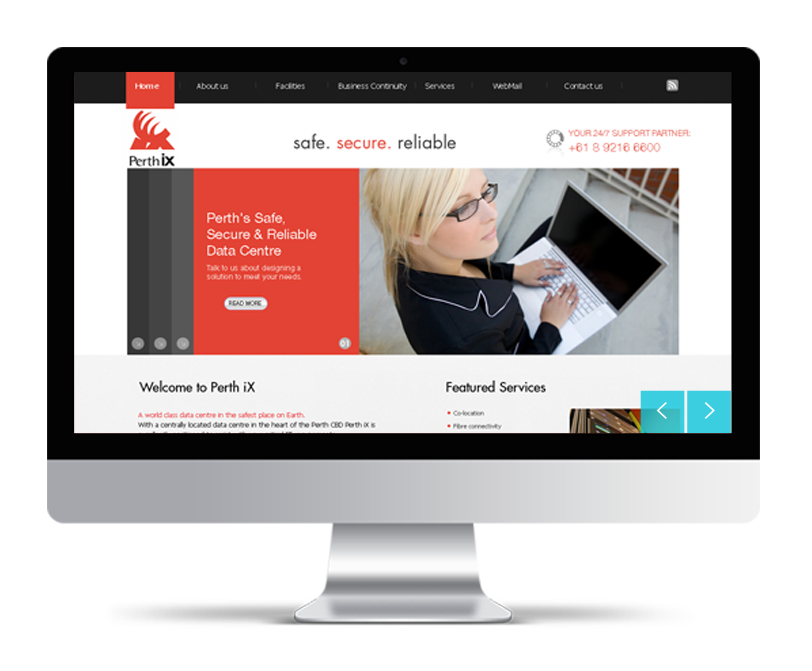 Home About us Facilities Business Continuity Services WebMail Contact us
Perth iX
safe. secure. reliable
YOUR 24/7 SUPPORT PARTNER:
+61 8 9216 6600
Perth's Safe,
Secure & Reliable
Data Centre
Talk to us about designing a
solution to meet your needs.
READ MORE
01
Welcome to Perth iX
A world class data centre in the safest place on Earth.
With a centrally located data centre in the heart of the Perth CBD Perth iX is
Featured Services
Co-location
Fibre connectivity